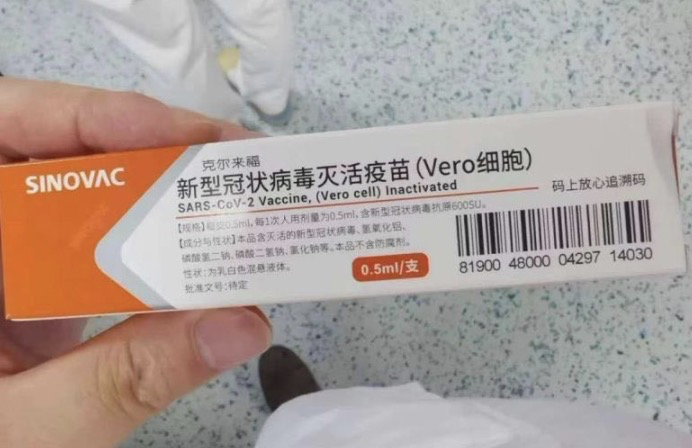 SINOVAC
克尔来福
新型冠状病毒灭活疫苗(Vero细胞)
SARS-CoV-2 Vaccine, (Vero cell) Inactivated
码上放心追溯码
【规格】每支0.5ml,每1次人用剂量为0.5ml,含新型冠状病毒抗原600SU。
【成分与性状】本品含灭活的新型冠状病毒、氢氧化铝、
磷酸氢二钠、磷酸二氢钠、氯化钠等。本品不含防腐剂。
性状:为乳白色混悬液体。
批准文号:待定
0.5ml/支
81900 48000 04297 14030